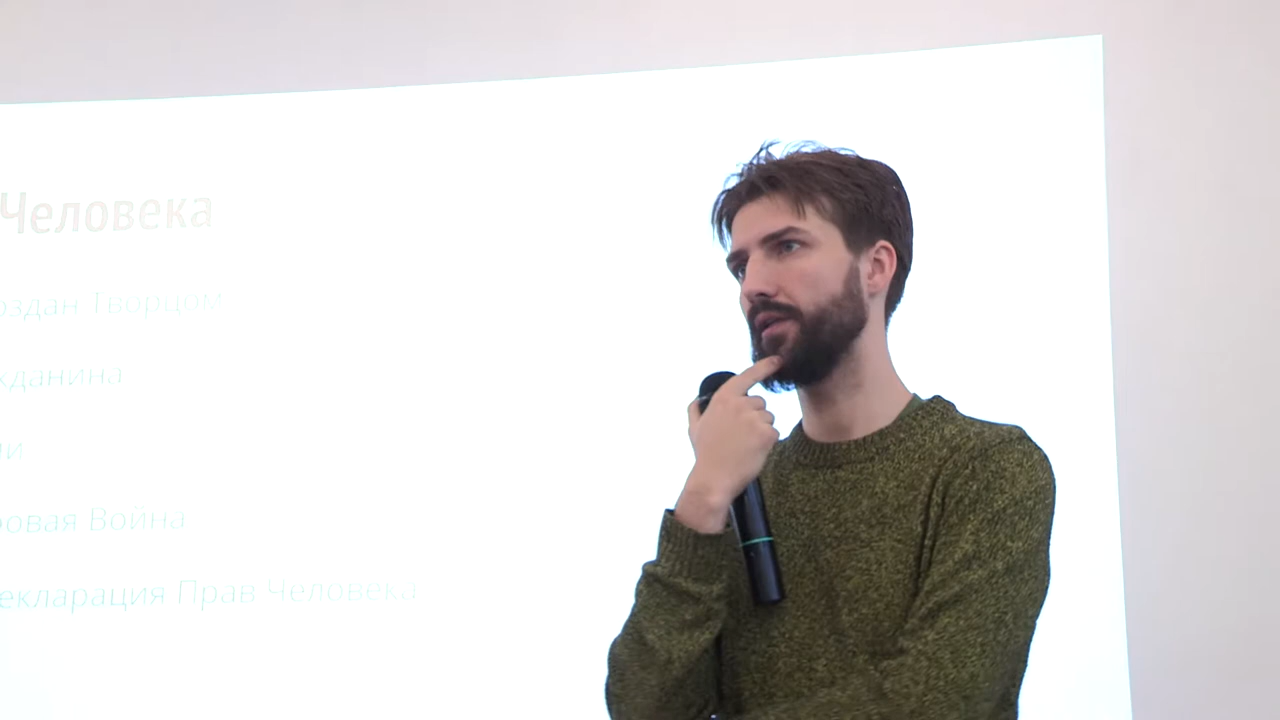 Человека
оздан Творцом
жданина
ии
овая Война
екларация Прав Человека